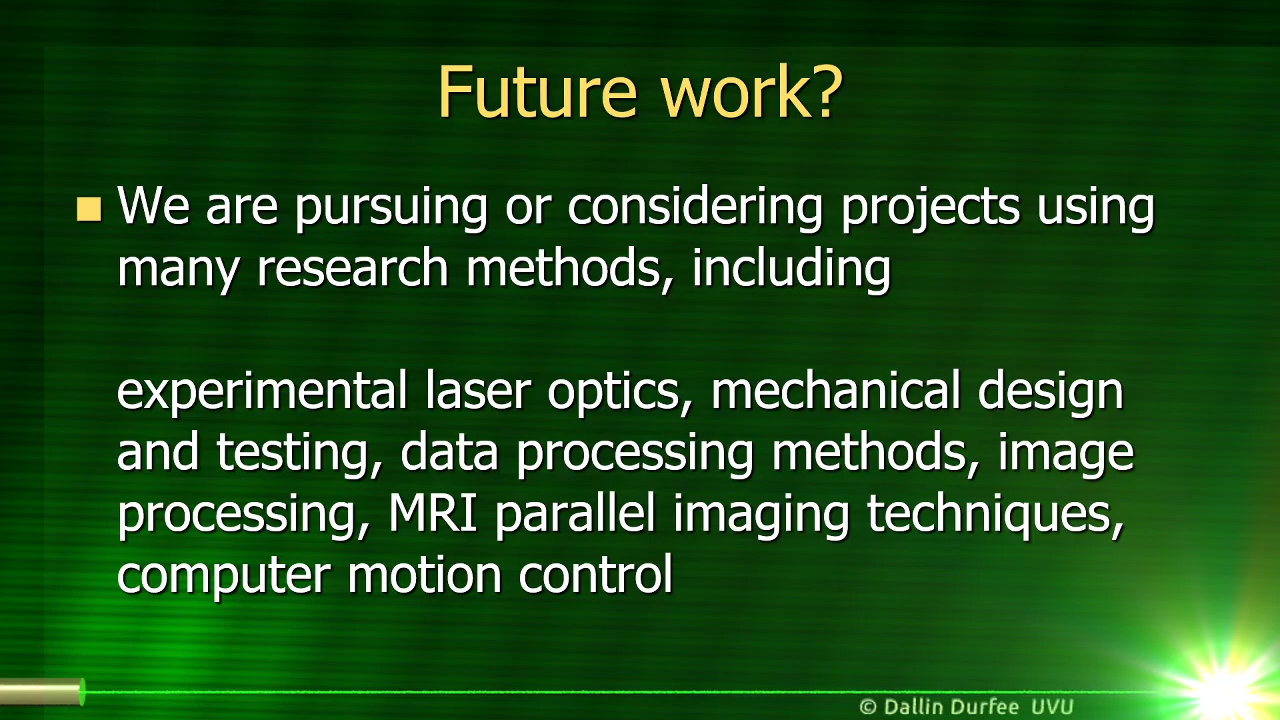 Future work?
We are pursuing or considering projects using
many research methods, including
experimental laser optics, mechanical design
and testing, data processing methods, image
processing, MRI parallel imaging techniques,
computer motion control
© Dallin Durfee UVU